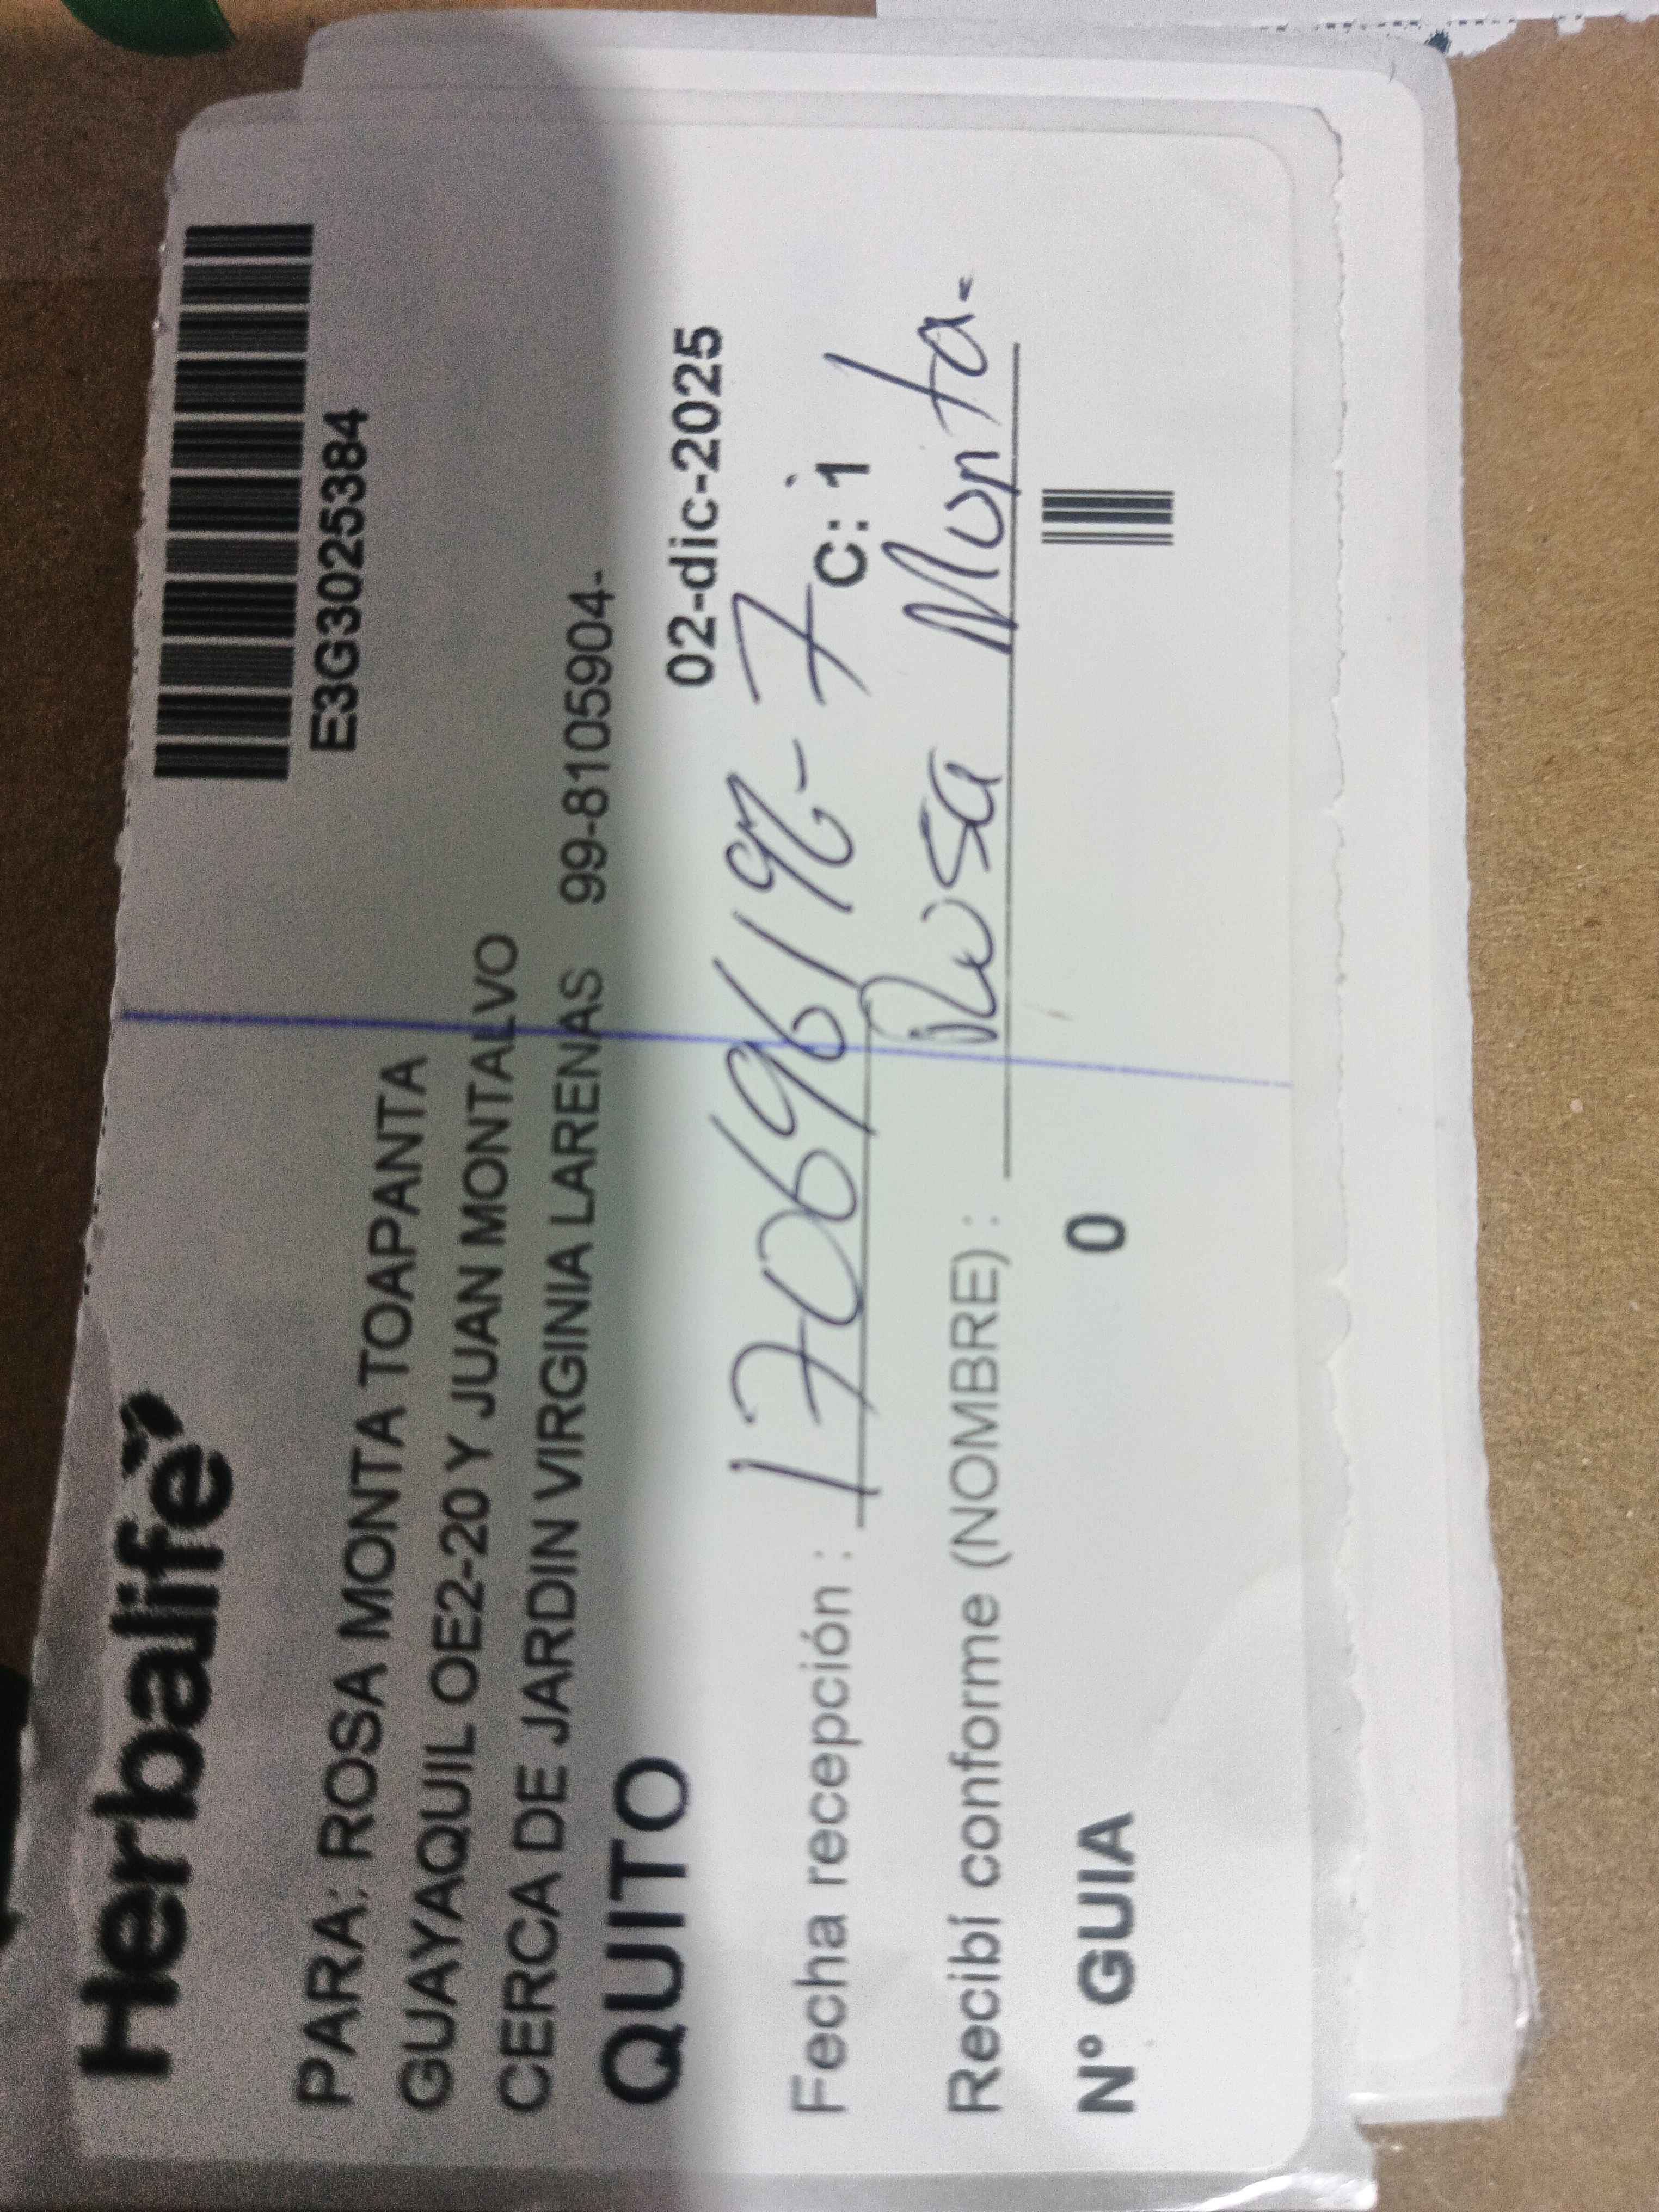 Herbalife
E3G3025384
PARA: ROSA MONTA TOAPANTA
GUAYAQUIL OE2-20 Y JUAN MONTALVO
CERCA DE JARDIN VIRGINIA LARENAS 99-8105904-
QUITO 02-dic-2025
Fecha recepción : 170696192-7 C: 1
Recibí conforme (NOMBRE) : Rosa Monta.
N° GUIA 0